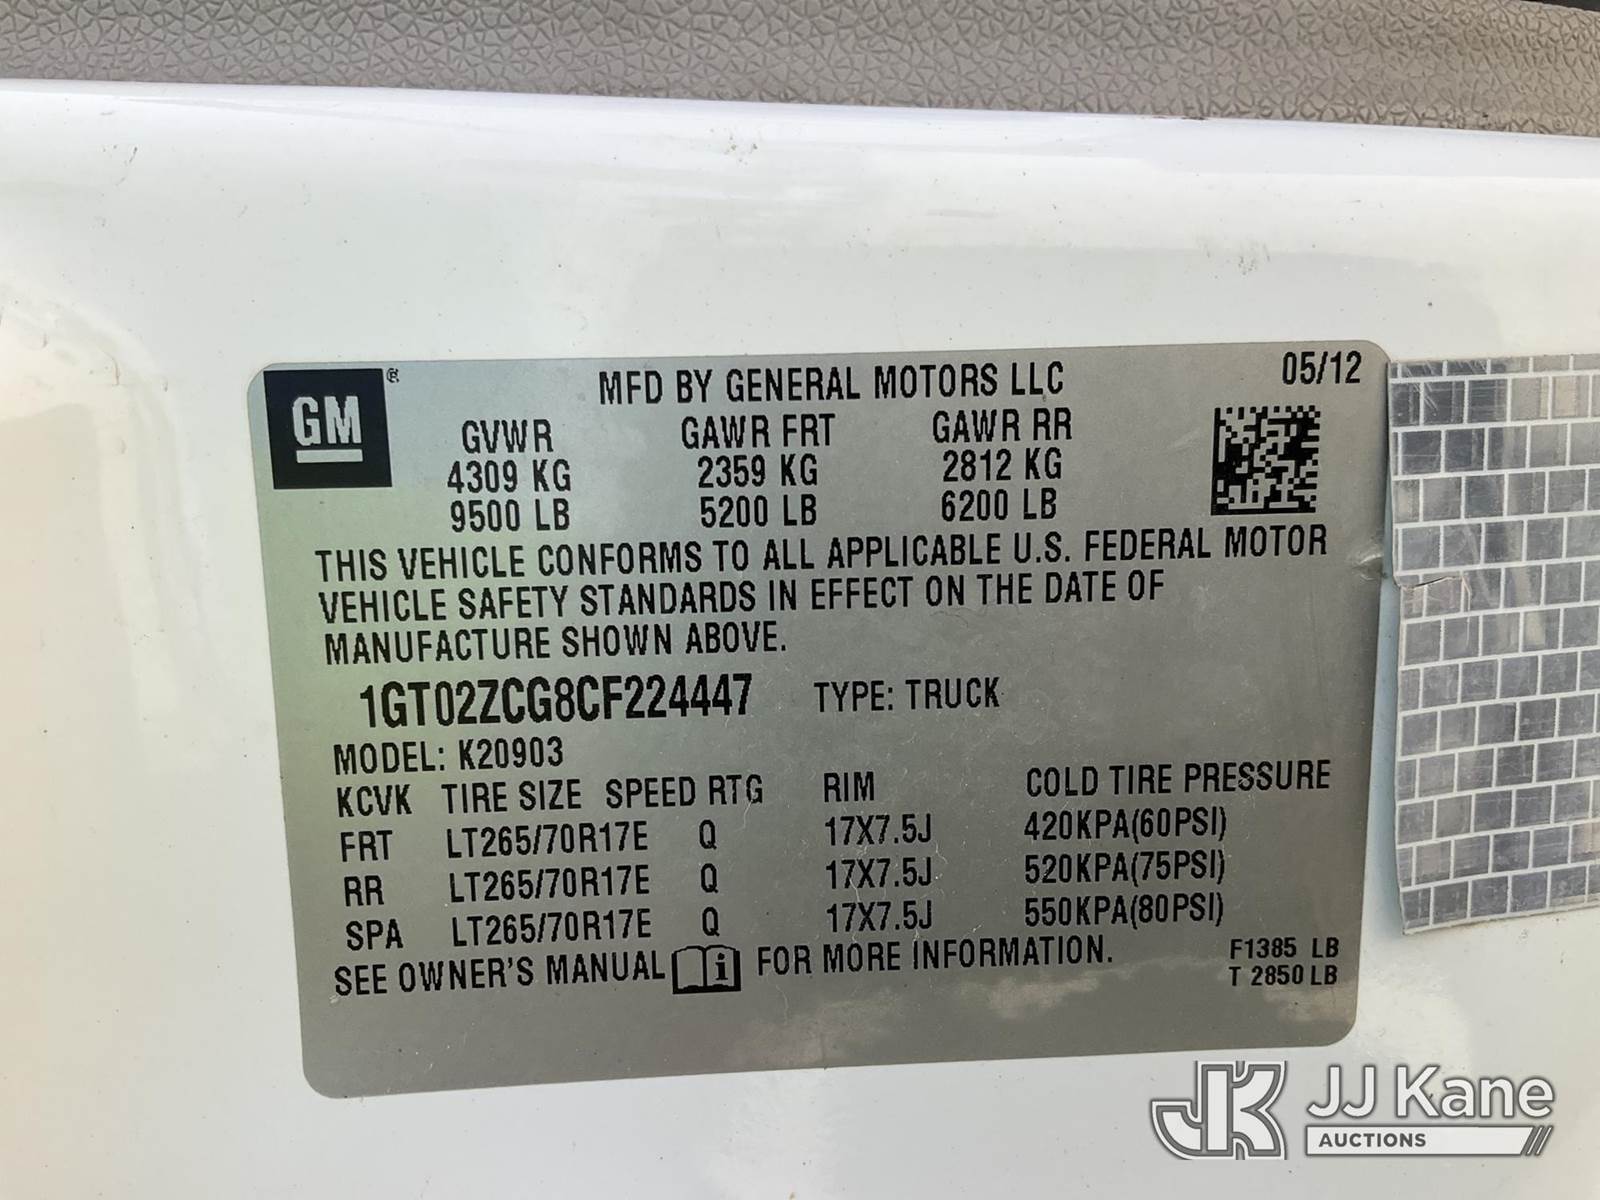 GM ®
MFD BY GENERAL MOTORS LLC 05/12
GVWR GAWR FRT GAWR RR
4309 KG 2359 KG 2812 KG
9500 LB 5200 LB 6200 LB
THIS VEHICLE CONFORMS TO ALL APPLICABLE U.S. FEDERAL MOTOR
VEHICLE SAFETY STANDARDS IN EFFECT ON THE DATE OF
MANUFACTURE SHOWN ABOVE.
1GT02ZCG8CF224447 TYPE: TRUCK
MODEL: K20903
KCVK TIRE SIZE SPEED RTG RIM COLD TIRE PRESSURE
FRT LT265/70R17E Q 17X7.5J 420KPA(60PSI)
RR LT265/70R17E Q 17X7.5J 520KPA(75PSI)
SPA LT265/70R17E Q 17X7.5J 550KPA(80PSI)
SEE OWNER'S MANUAL i FOR MORE INFORMATION.
F1385 LB
T 2850 LB
JK JJ Kane
AUCTIONS